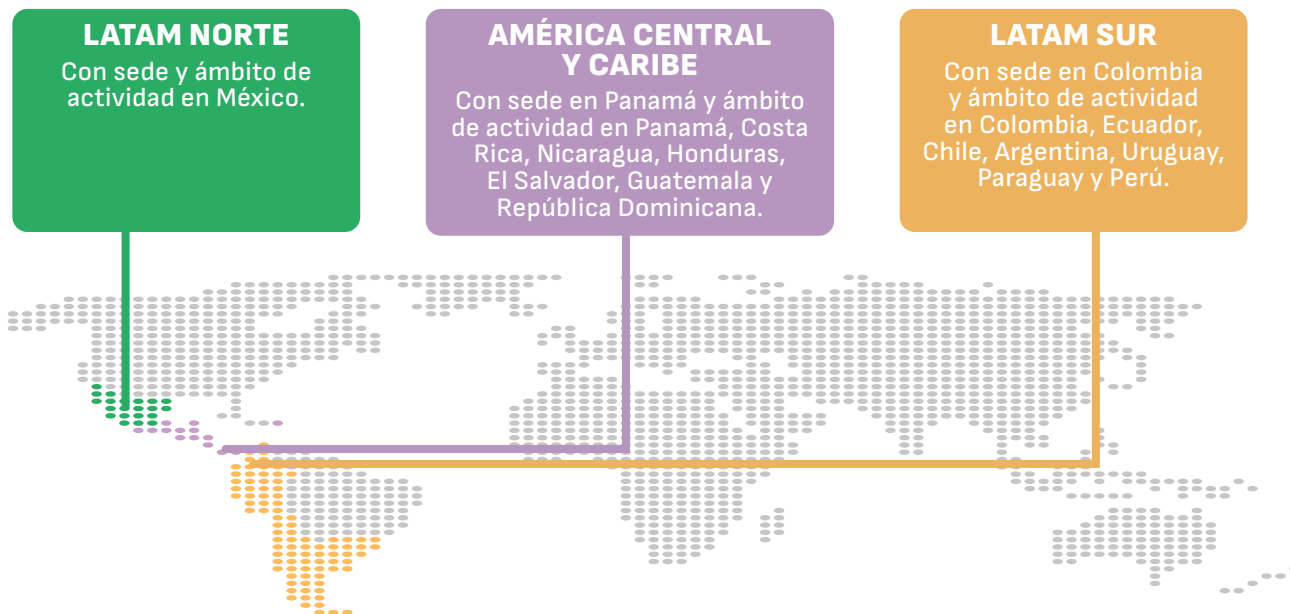 LATAM NORTE
Con sede y ámbito de
actividad en México.
AMÉRICA CENTRAL
Y CARIBE
Con sede en Panamá y ámbito
de actividad en Panamá, Costa
Rica, Nicaragua, Honduras,
El Salvador, Guatemala y
República Dominicana.
LATAM SUR
Con sede en Colombia
y ámbito de actividad
en Colombia, Ecuador,
Chile, Argentina, Uruguay,
Paraguay y Perú.